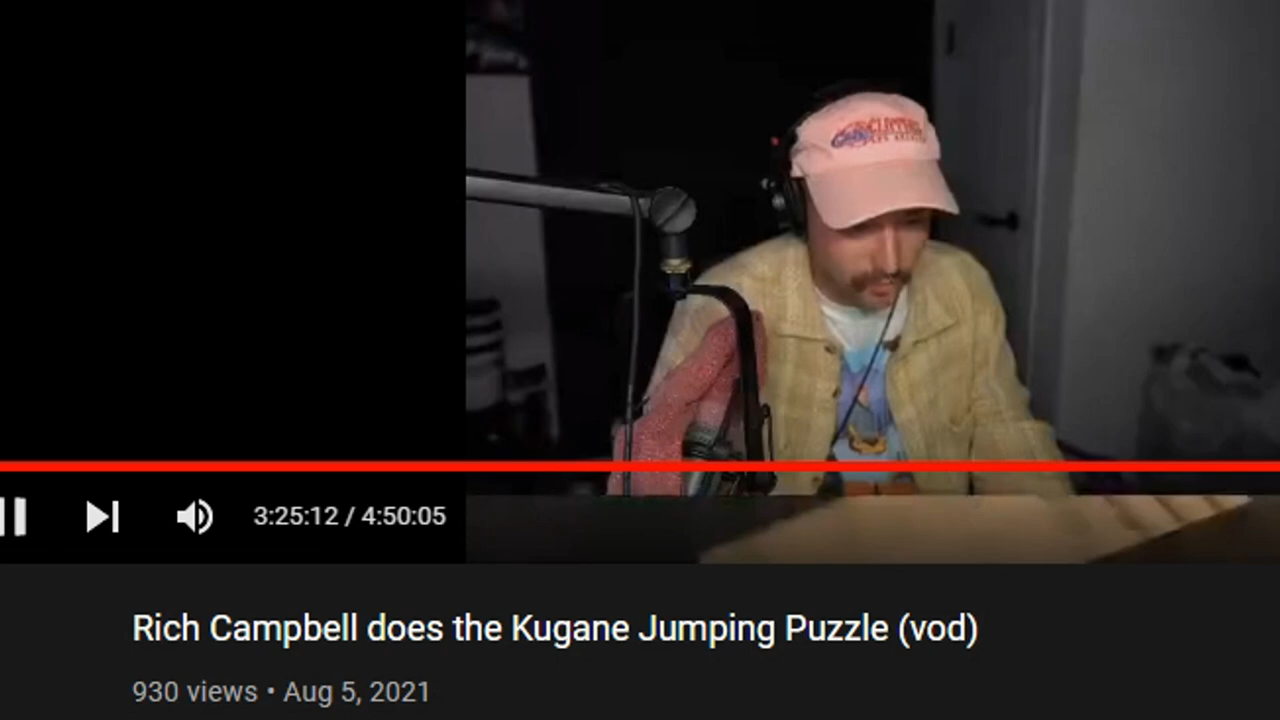 CLIPPERS
3:25:12 / 4:50:05
Rich Campbell does the Kugane Jumping Puzzle (vod)
930 views • Aug 5, 2021